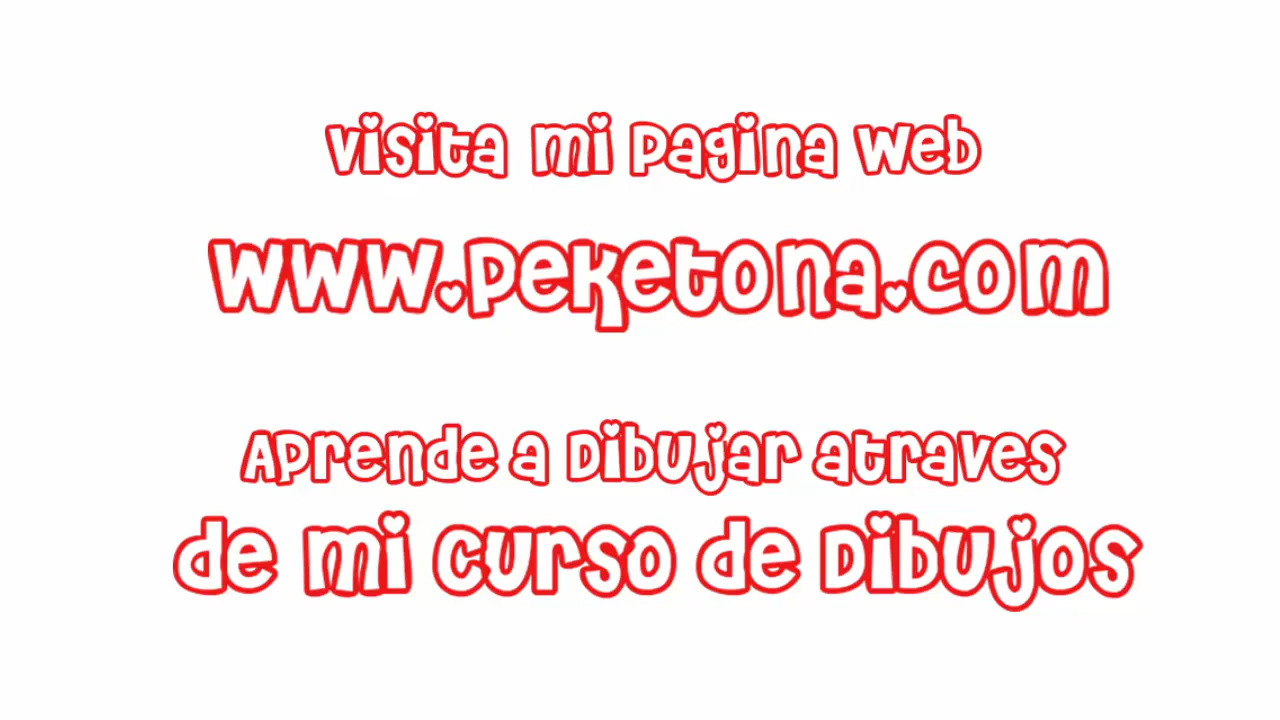 Visita mi pagina web
www.peketona.com
Aprende a Dibujar atraves
de mi curso de Dibujos